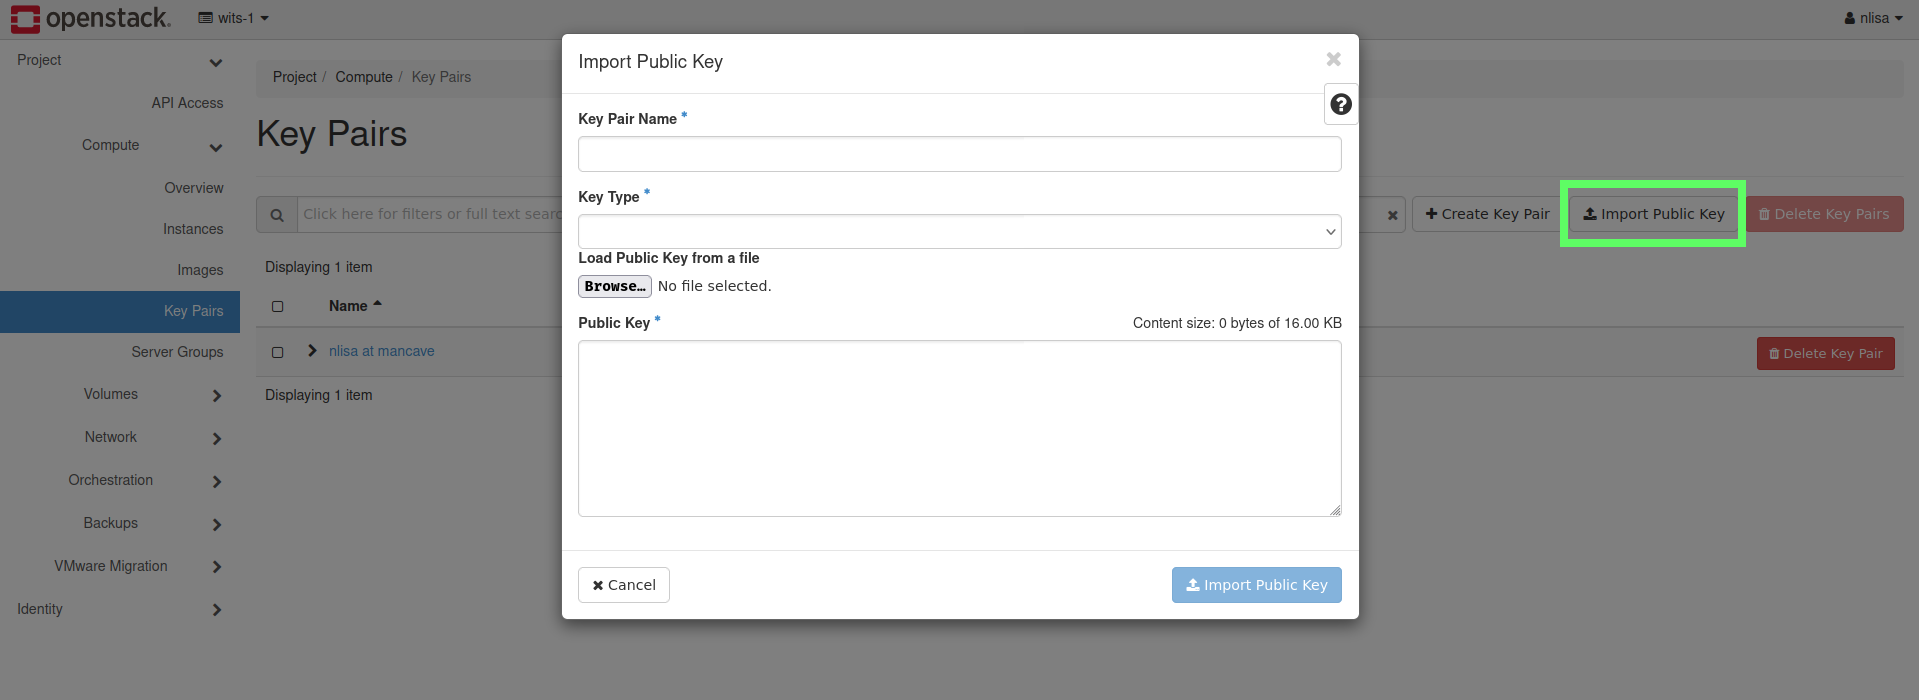 openstack.
wits-1
nlisa
Project
API Access
Compute
Overview
Instances
Images
Key Pairs
Server Groups
Volumes
Network
Orchestration
Backups
VMware Migration
Identity
Project / Compute / Key Pairs
Key Pairs
Click here for filters or full text searc
Create Key Pair
Import Public Key
Delete Key Pairs
Displaying 1 item
Name
nlisa at mancave
Delete Key Pair
Displaying 1 item
Import Public Key
Key Pair Name *
Key Type *
Load Public Key from a file
Browse... No file selected.
Public Key * Content size: 0 bytes of 16.00 KB
Cancel
Import Public Key